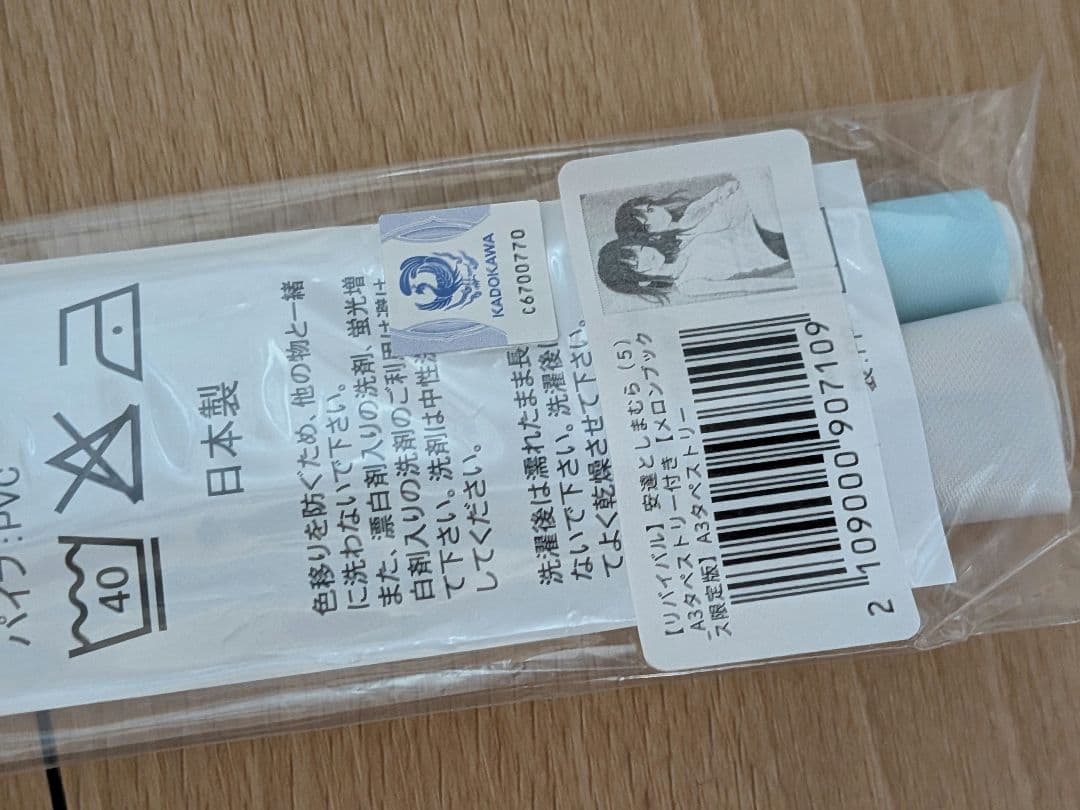 パイプ:PVC
40
日本製
色移りを防ぐため、他の物と一緒
に洗わないで下さい。
また、漂白剤入りの洗剤、蛍光増
白剤入りの洗剤のご利用は避け
て下さい。洗剤は中性
してください。
洗濯後は濡れたまま長
ないで下さい。洗濯後
てよく乾燥させて下さい。
KADOKAWA
C6700770
【リバイバル】安達としまむら（5）
A3タペストリー付き【メロンブック
ス限定版】A3タペストリー
2109000907109